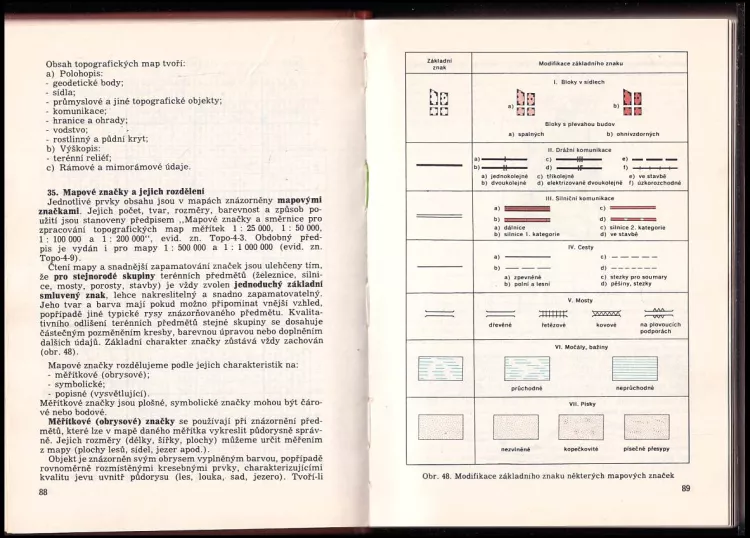 Obsah topografických map tvoří:
a) Polohopis:
- geodetické body;
- sídla;
- průmyslové a jiné topografické objekty;
- komunikace;
- hranice a ohrady;
- vodstvo;
- rostlinný a půdní kryt;
b) Výškopis:
- terénní reliéf;
c) Rámové a mimorámové údaje.
35. Mapové značky a jejich rozdělení
Jednotlivé prvky obsahu jsou v mapách znázorněny mapovými
značkami. Jejich počet, tvar, rozměry, barevnost a způsob po-
užití jsou stanoveny předpisem ,,Mapové značky a směrnice pro
zpracování topografických map měřítek 1 : 25 000, 1 : 50 000,
1 : 100 000 a 1 : 200 000'', evid. zn. Topo-4-3. Obdobný před-
pis je vydán i pro mapy 1 : 500 000 a 1 : 1 000 000 (evid. zn.
Topo-4-9).
Čtení mapy a snadnější zapamatování značek jsou ulehčeny tím,
že pro stejnorodé skupiny terénních předmětů (železnice, silni-
ce, mosty, porosty, stavby) je vždy zvolen jednoduchý základní
smluvený znak, lehce nakreslitelný a snadno zapamatovatelný.
Jeho tvar a barva mají pokud možno připomínat vnější vzhled,
popřípadě jiné typické rysy znázorňovaného předmětu. Kvalita-
tivního odlišení terénních předmětů stejné skupiny se dosahuje
částečným pozměněním kresby, barevnou úpravou nebo doplněním
dalších údajů. Základní charakter značky zůstává vždy zachován
(obr. 48).
Mapové značky rozdělujeme podle jejich charakteristik na:
- měřítkové (obrysové);
- symbolické;
- popisné (vysvětlující).
Měřítkové značky jsou plošné, symbolické značky mohou být čáro-
vé nebo bodové.
Měřítkové (obrysové) značky se používají při znázornění před-
mětů, které lze v mapě daného měřítka vykreslit půdorysně správ-
ně. Jejich rozměry (délky, šířky, plochy) můžeme určit měřením
z mapy (plochy lesů, sídel, jezer apod.).
Objekt je znázorněn svým obrysem vyplněným barvou, popřípadě
rovnoměrně rozmístěnými kresebnými prvky, charakterizujícími
kvalitu jevu uvnitř půdorysu (les, louka, sad, jezero). Tvoří-li
88
Základní
znak
Modifikace základního znaku
I. Bloky v sídlech
a) b)
Bloky s převahou budov
a) spalných b) ohnivzdorných
II. Drážní komunikace
a) c) e)
b) d) f)
a) jednokolejné c) tříkolejné e) ve stavbě
b) dvoukolejné d) elektrizované dvoukolejné f) úzkorozchodné
III. Silniční komunikace
a) c)
b) d)
a) dálnice c) silnice 2. kategorie
b) silnice 1. kategorie d) ve stavbě
IV. Cesty
a) c)
b) d)
a) zpevněné c) stezky pro soumary
b) polní a lesní d) pěšiny, stezky
V. Mosty
dřevěné řetězové kovové na plovoucích
podporách
VI. Močály, bažiny
průchodné neprůchodné
VII. Písky
nezvlněné kopečkovité písečné přesypy
Obr. 48. Modifikace základního znaku některých mapových značek
89